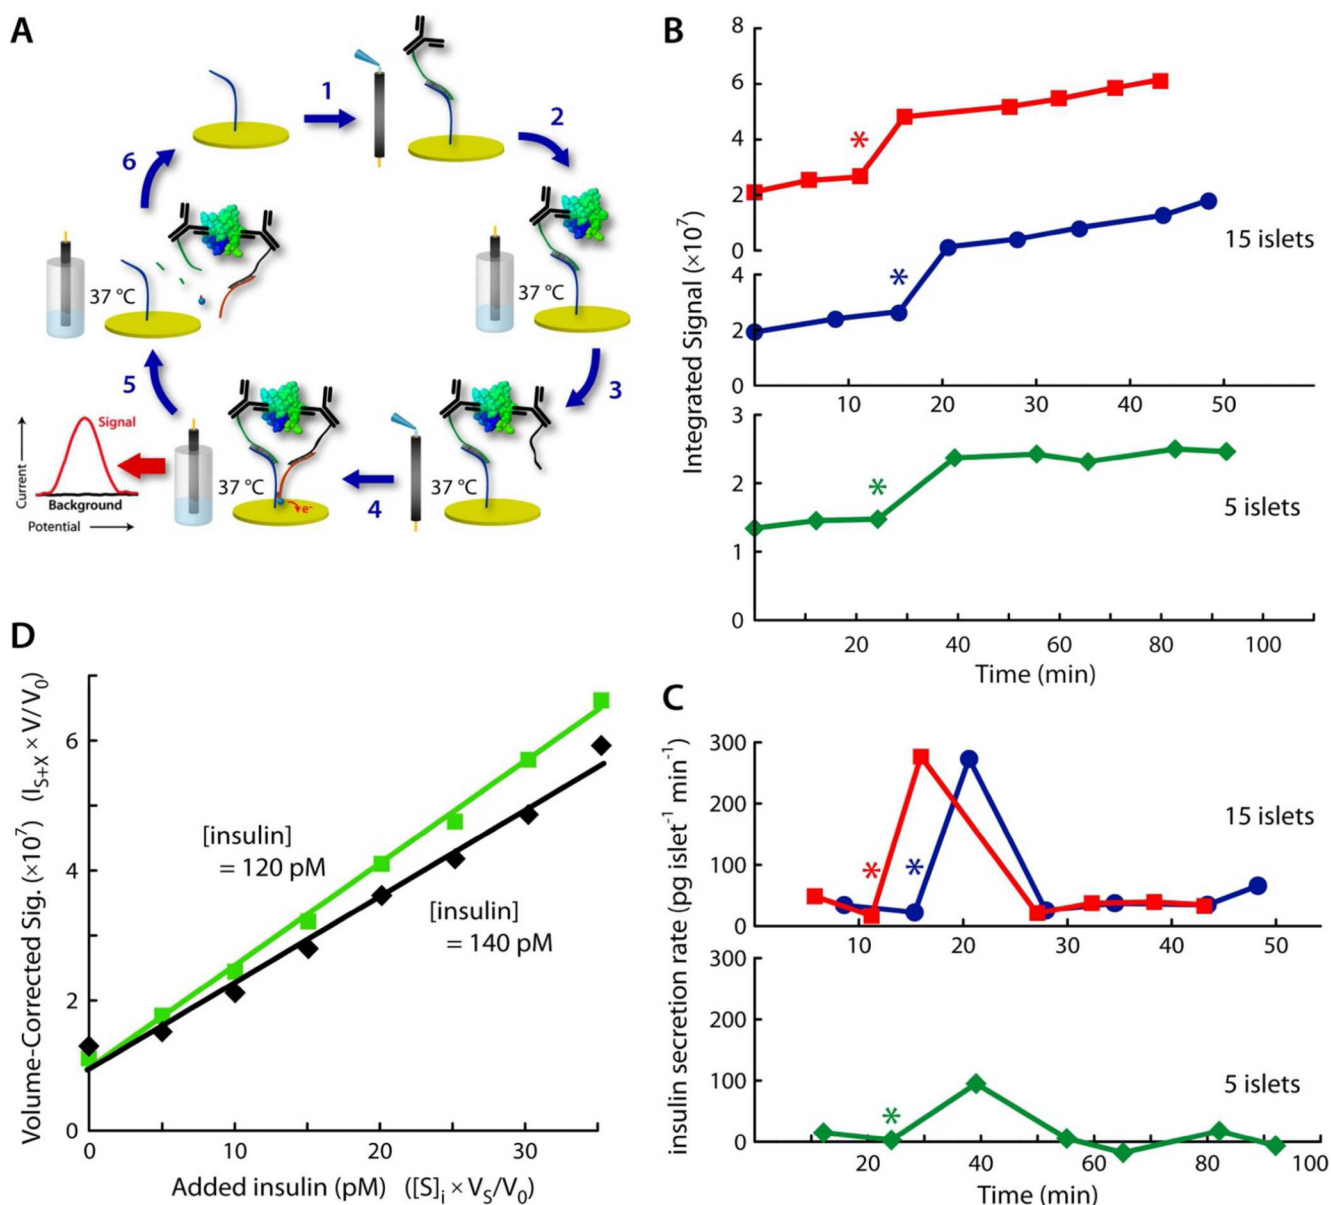 A
1
2
3
4
5
6
37 °C
37 °C
37 °C
37 °C
e-
Signal
Background
Current
Potential
B
Integrated Signal (×10⁷)
8
6
4
2
0
15 islets
4
2
0
10
20
30
40
50
3
2
1
0
5 islets
20
40
60
80
100
Time (min)
C
insulin secretion rate (pg islet⁻¹ min⁻¹)
300
200
100
0
15 islets
10
20
30
40
50
300
200
100
0
5 islets
20
40
60
80
100
Time (min)
D
Volume-Corrected Sig. (×10⁷) (I_S+X × V/V₀)
6
4
2
0
[insulin]
= 120 pM
[insulin]
= 140 pM
0
10
20
30
Added insulin (pM) ([S]ᵢ × V_S/V₀)